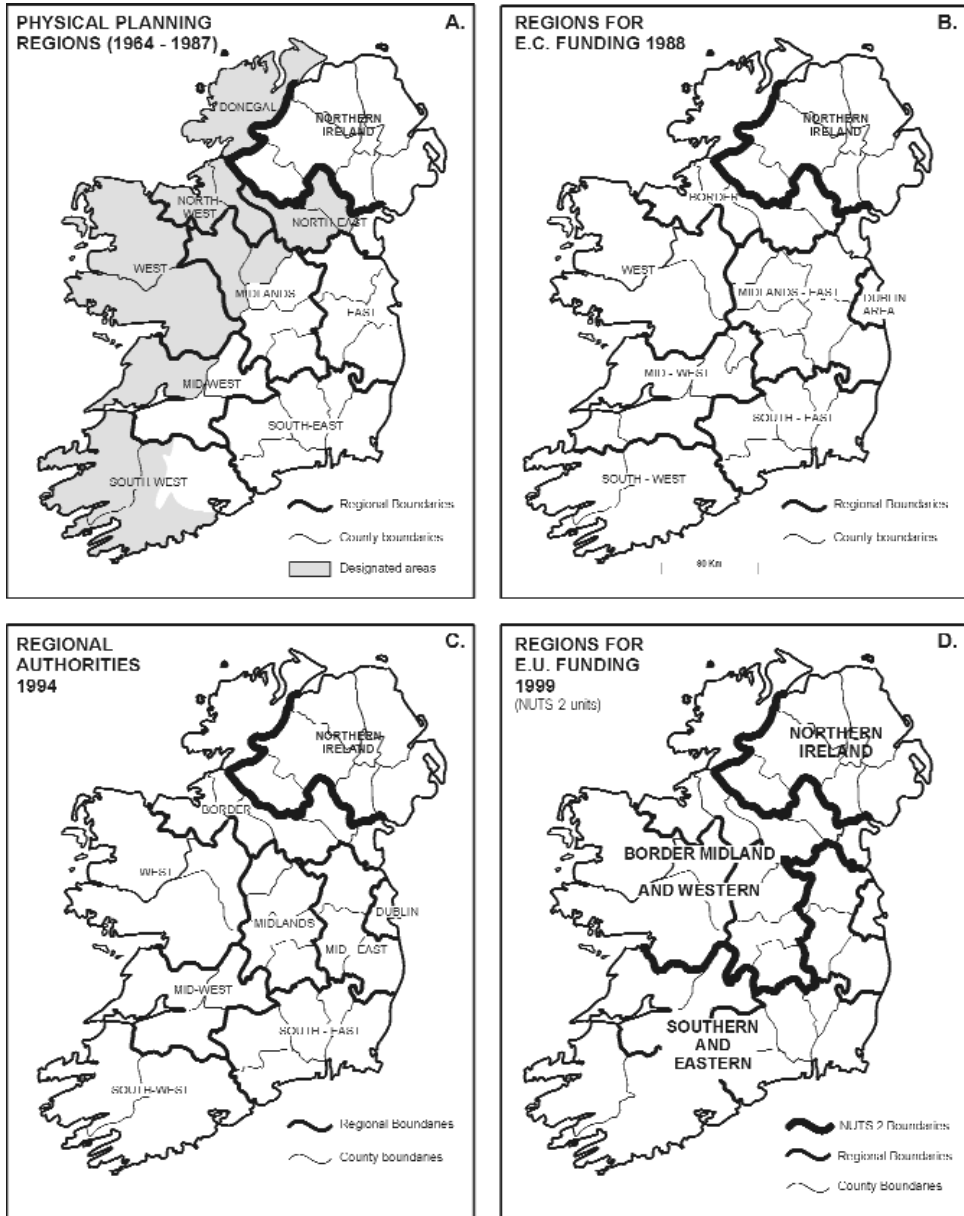 PHYSICAL PLANNING
REGIONS (1964 - 1987)
A.
DONEGAL
NORTHERN
IRELAND
NORTH-
WEST
NORTH EAST
WEST
MIDLANDS
EAST
MID-WEST
SOUTH-EAST
SOUTH WEST
Regional Boundaries
County boundaries
Designated areas
REGIONS FOR
E.C. FUNDING 1988
B.
NORTHERN
IRELAND
BORDER
WEST
MIDLANDS - EAST
DUBLIN
AREA
MID - WEST
SOUTH - EAST
SOUTH - WEST
Regional Boundaries
County boundaries
80 Km
REGIONAL
AUTHORITIES
1994
C.
NORTHERN
IRELAND
BORDER
WEST
DUBLIN
MIDLANDS
MID EAST
MID-WEST
SOUTH - EAST
SOUTH-WEST
Regional Boundaries
County boundaries
REGIONS FOR
E.U. FUNDING
1999
(NUTS 2 units)
D.
NORTHERN
IRELAND
BORDER MIDLAND
AND WESTERN
SOUTHERN
AND
EASTERN
NUTS 2 Boundaries
Regional Boundaries
County Boundaries